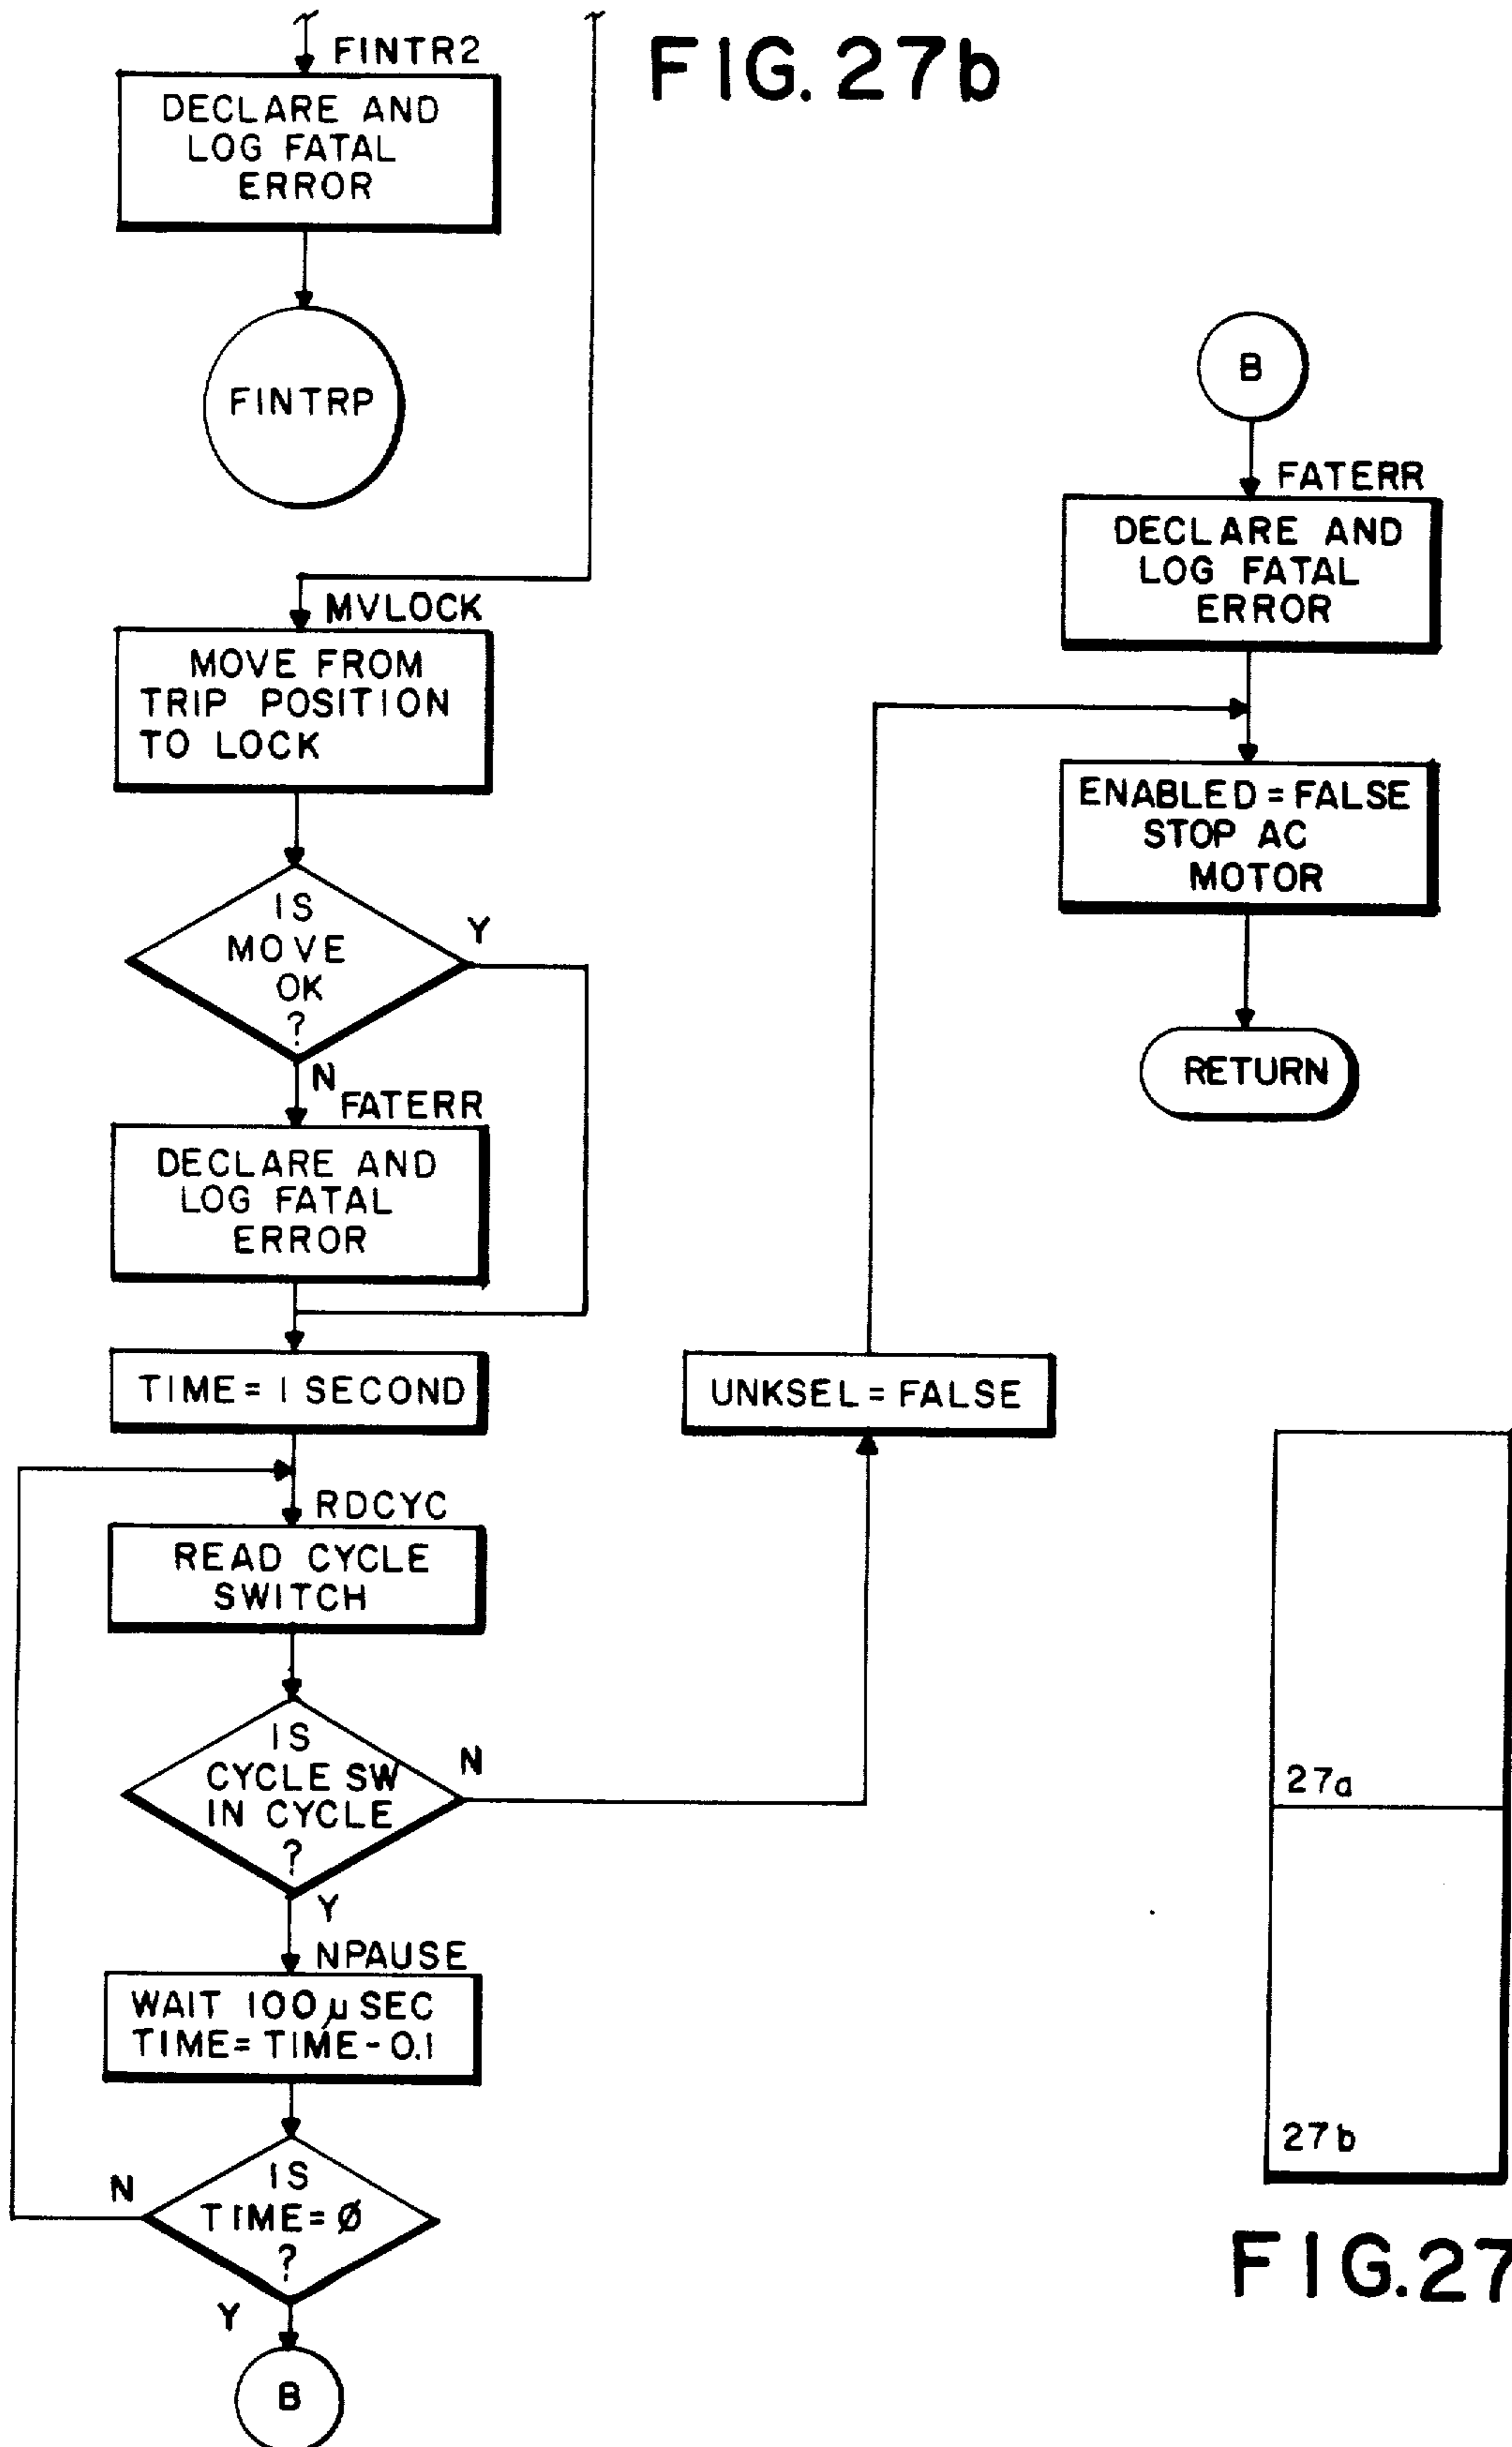 FINTR2
FIG. 27b
DECLARE AND
LOG FATAL
ERROR
FINTRP
MVLOCK
MOVE FROM
TRIP POSITION
TO LOCK
IS
MOVE
OK
?
Y
N
FATERR
DECLARE AND
LOG FATAL
ERROR
TIME = 1 SECOND
RDCYC
READ CYCLE
SWITCH
IS
CYCLE SW
IN CYCLE
?
N
Y
NPAUSE
WAIT 100 μ SEC
TIME = TIME - 0.1
IS
TIME = Ø
?
N
Y
B
UNKSEL = FALSE
B
FATERR
DECLARE AND
LOG FATAL
ERROR
ENABLED = FALSE
STOP AC
MOTOR
RETURN
27a
27b
FIG. 27